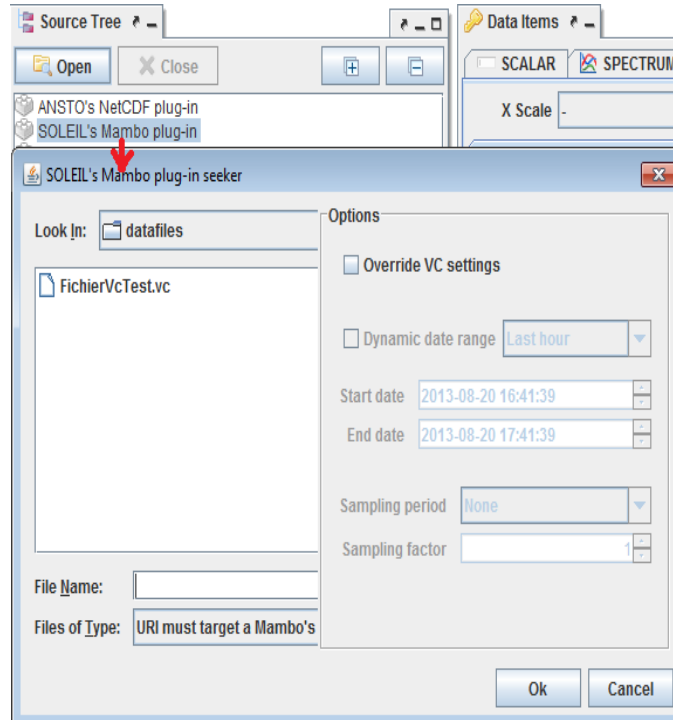 Source Tree
Data Items
Open
Close
SCALAR
SPECTRUM
ANSTO's NetCDF plug-in
SOLEIL's Mambo plug-in
X Scale -
SOLEIL's Mambo plug-in seeker
Look In: datafiles
Options
FichierVcTest.vc
Override VC settings
Dynamic date range Last hour
Start date 2013-08-20 16:41:39
End date 2013-08-20 17:41:39
Sampling period None
Sampling factor 1
File Name:
Files of Type: URI must target a Mambo's
Ok
Cancel